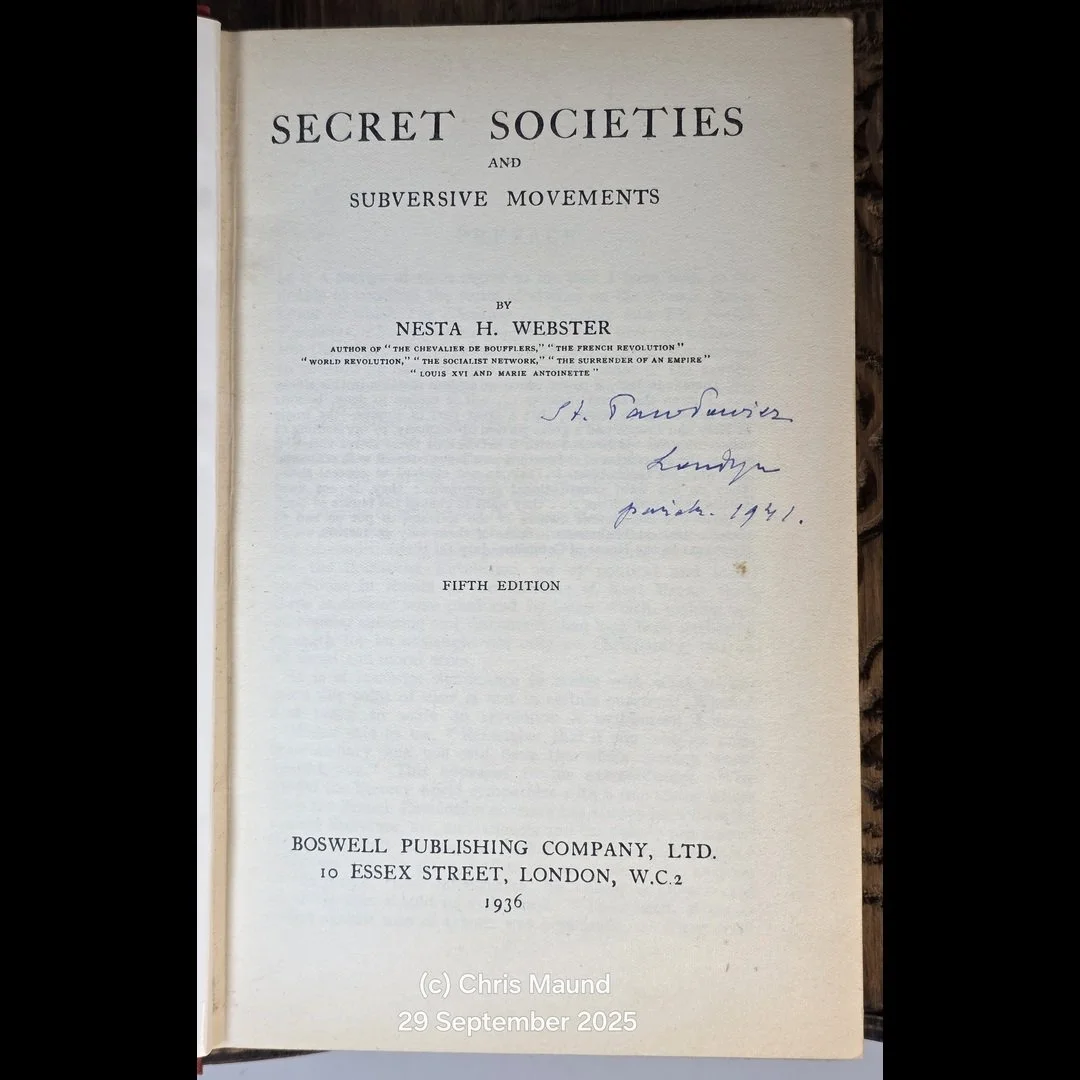 SECRET SOCIETIES
AND
SUBVERSIVE MOVEMENTS
BY
NESTA H. WEBSTER
AUTHOR OF "THE CHEVALIER DE BOUFFLERS," "THE FRENCH REVOLUTION"
"WORLD REVOLUTION," "THE SOCIALIST NETWORK," "THE SURRENDER OF AN EMPIRE"
"LOUIS XVI AND MARIE ANTOINETTE"
St.
Londyn
1941.
FIFTH EDITION
BOSWELL PUBLISHING COMPANY, LTD.
10 ESSEX STREET, LONDON, W.C.2
1936
(c) Chris Maund
29 September 2025